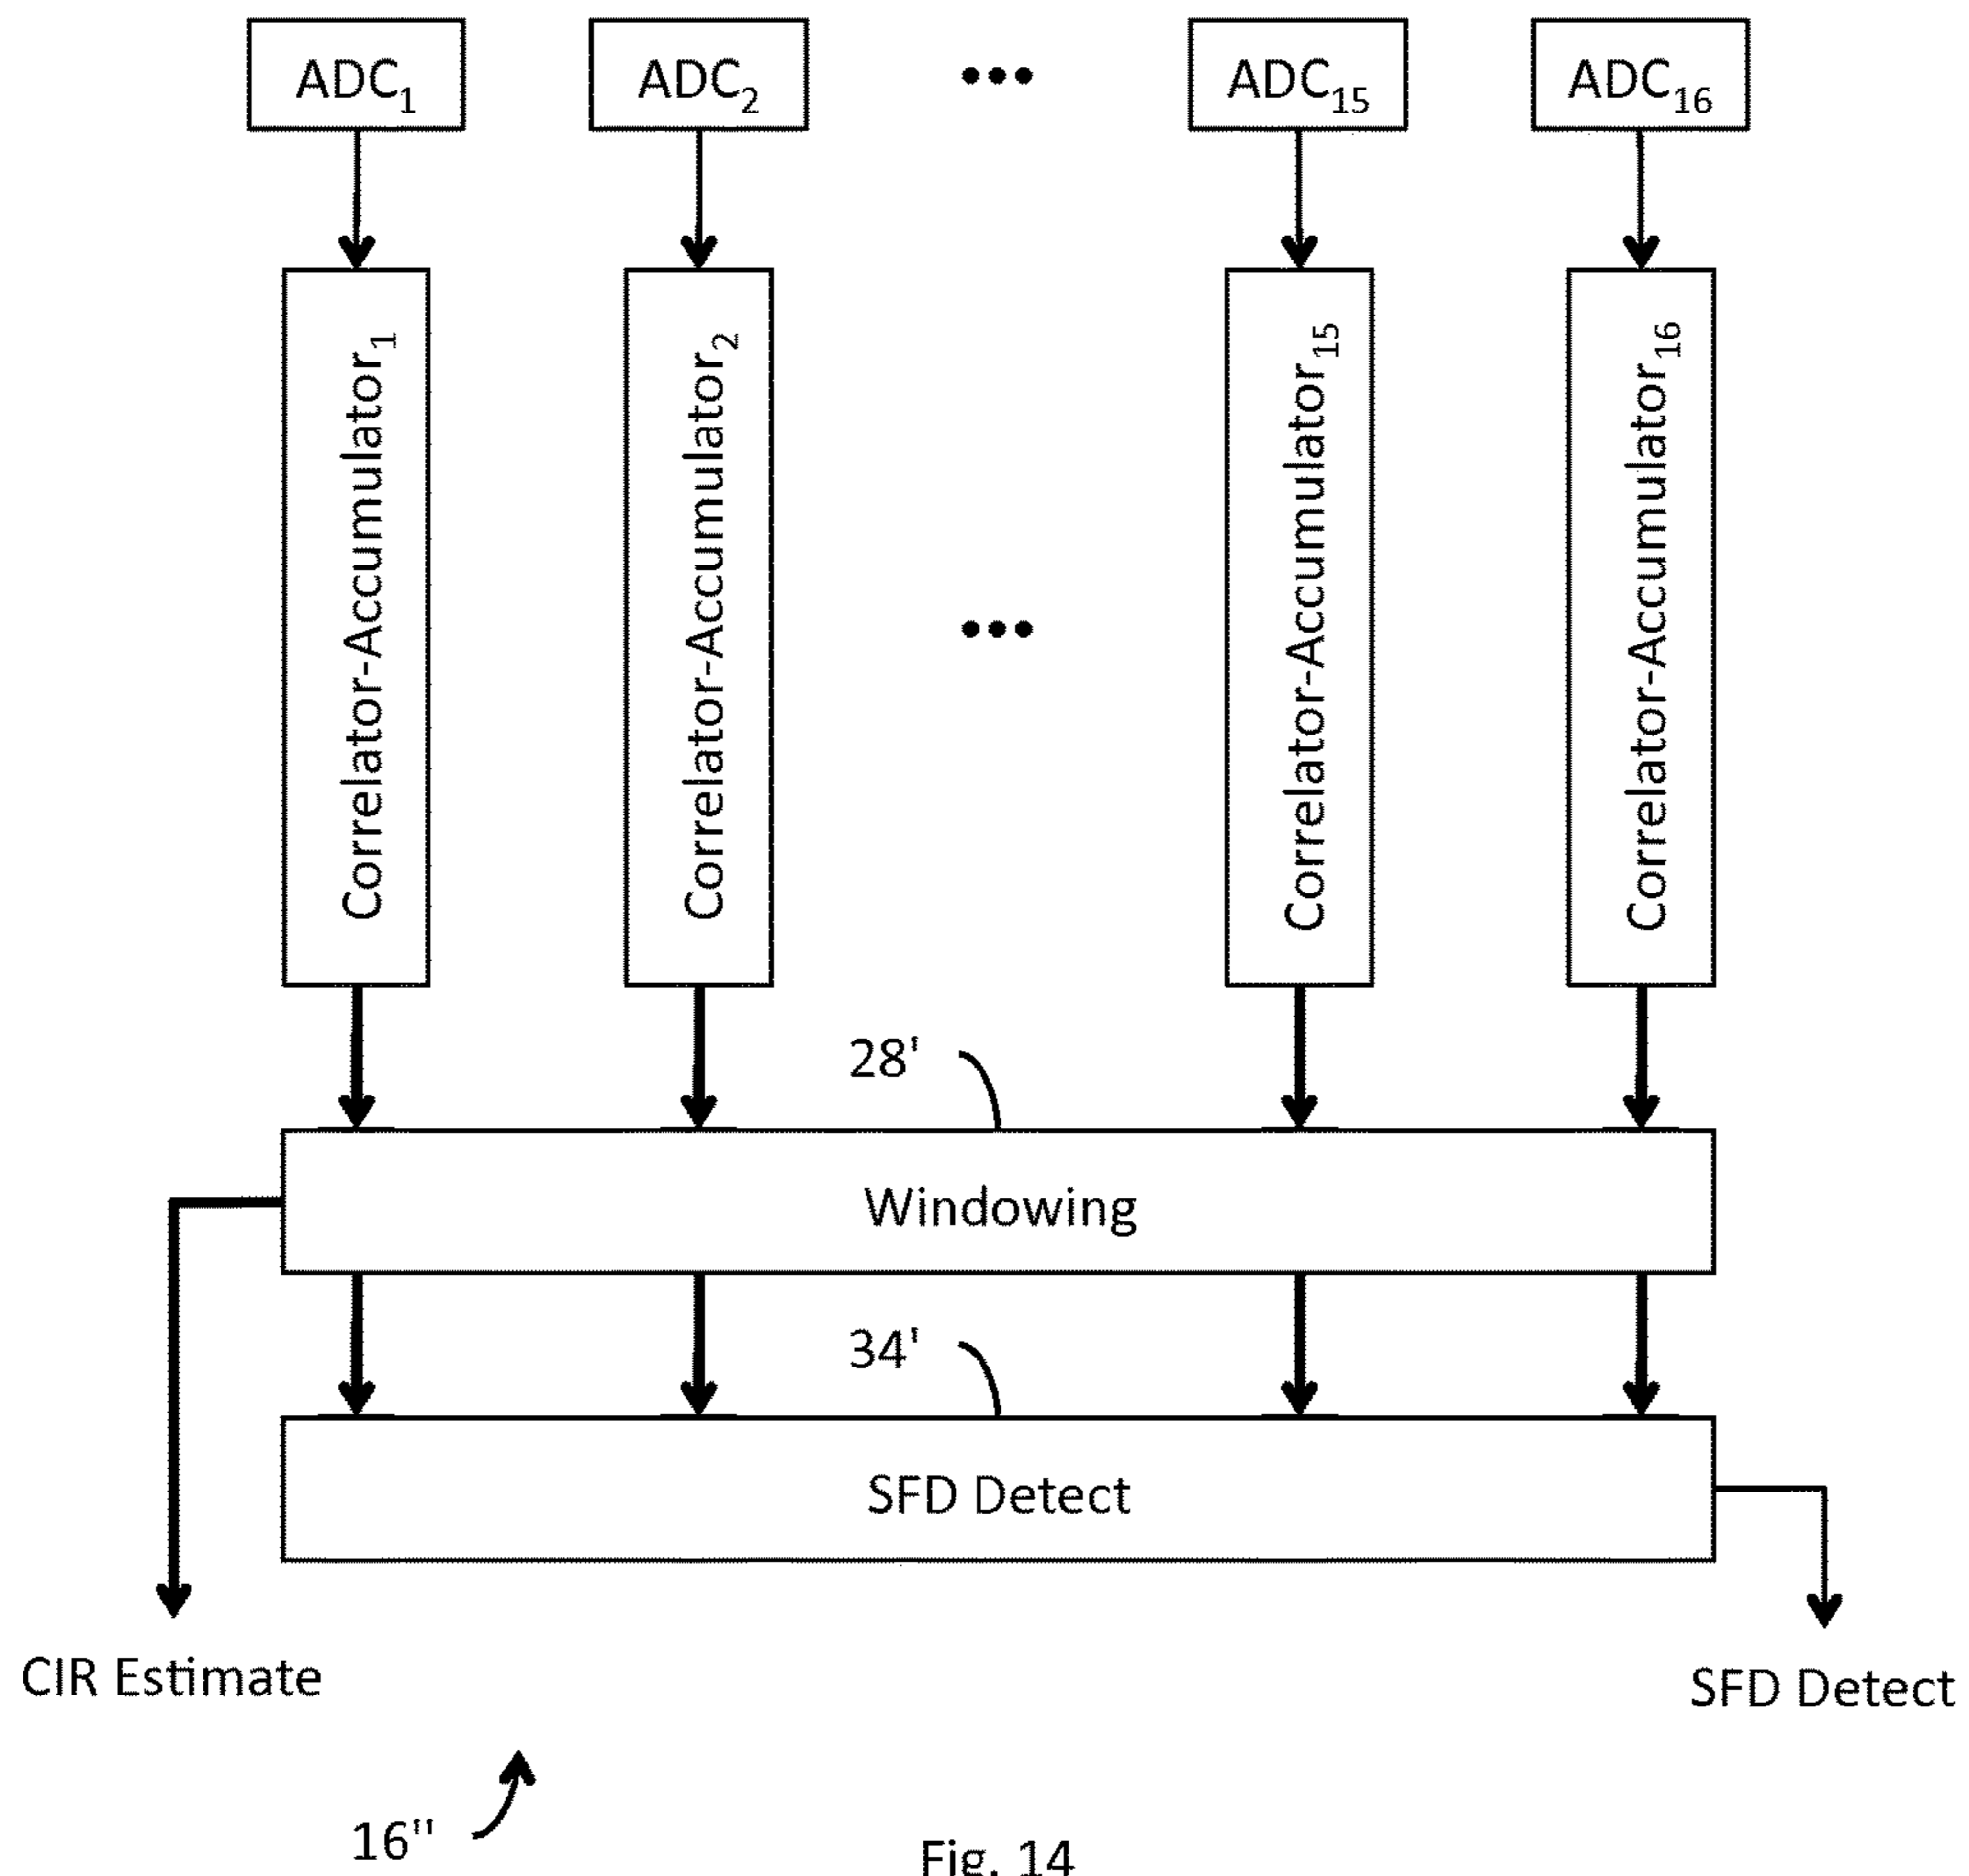 ADC₁ ADC₂ ••• ADC₁₅ ADC₁₆
Correlator-Accumulator₁
Correlator-Accumulator₂
•••
Correlator-Accumulator₁₅
Correlator-Accumulator₁₆
28'
Windowing
34'
SFD Detect
CIR Estimate
SFD Detect
16"
Fig. 14